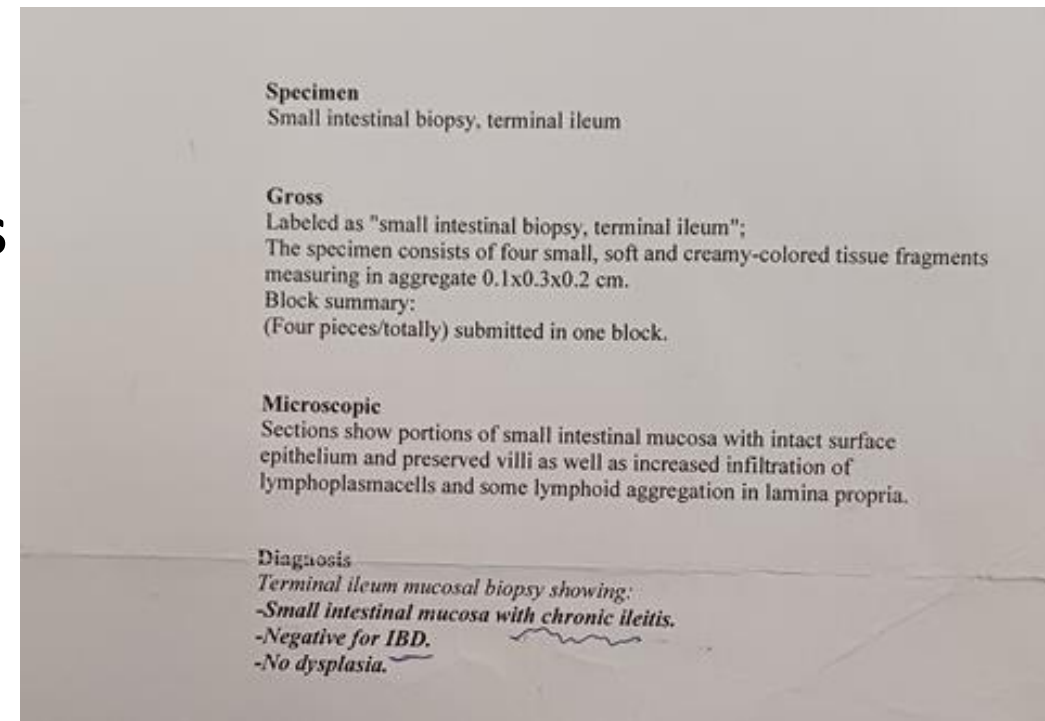 s
Specimen
Small intestinal biopsy, terminal ileum
Gross
Labeled as "small intestinal biopsy, terminal ileum";
The specimen consists of four small, soft and creamy-colored tissue fragments
measuring in aggregate 0.1x0.3x0.2 cm.
Block summary:
(Four pieces/totally) submitted in one block.
Microscopic
Sections show portions of small intestinal mucosa with intact surface
epithelium and preserved villi as well as increased infiltration of
lymphoplasmacells and some lymphoid aggregation in lamina propria.
Diagnosis
Terminal ileum mucosal biopsy showing:
-Small intestinal mucosa with chronic ileitis.
-Negative for IBD.
-No dysplasia.